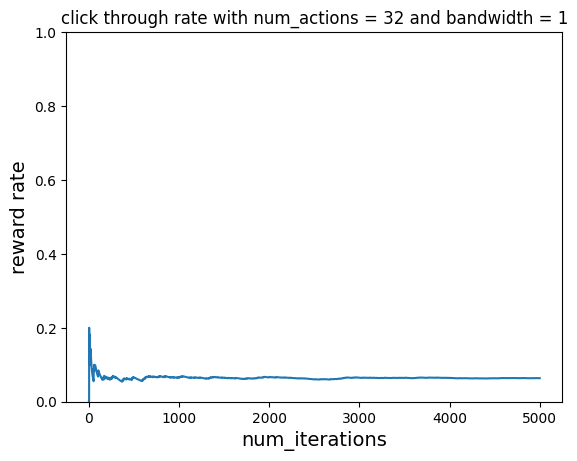 click through rate with num_actions = 32 and bandwidth = 1
1.0
0.8
0.6
0.4
0.2
0.0
reward rate
0 1000 2000 3000 4000 5000
num_iterations